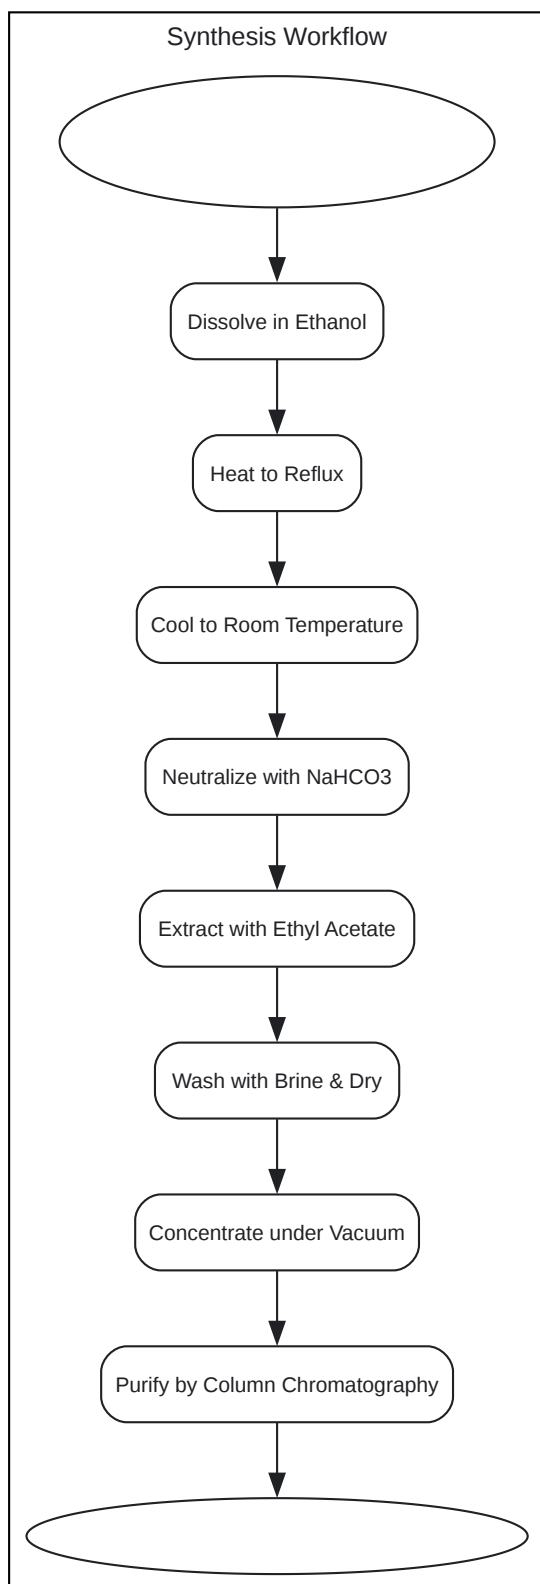 Synthesis Workflow
Dissolve in Ethanol
Heat to Reflux
Cool to Room Temperature
Neutralize with NaHCO3
Extract with Ethyl Acetate
Wash with Brine & Dry
Concentrate under Vacuum
Purify by Column Chromatography